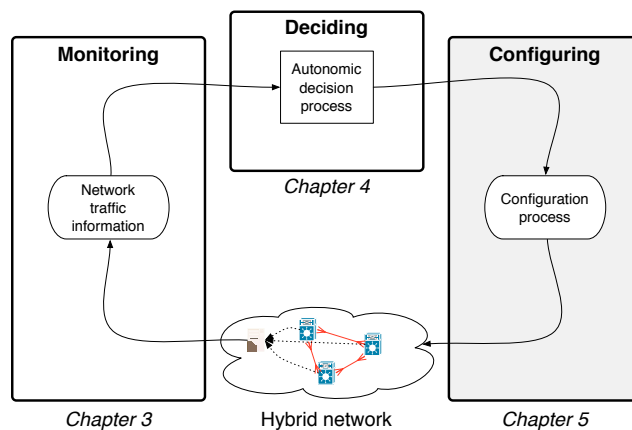 Monitoring
Deciding
Configuring
Autonomic
decision
process
Chapter 4
Network
traffic
information
Configuration
process
Chapter 3
Hybrid network
Chapter 5